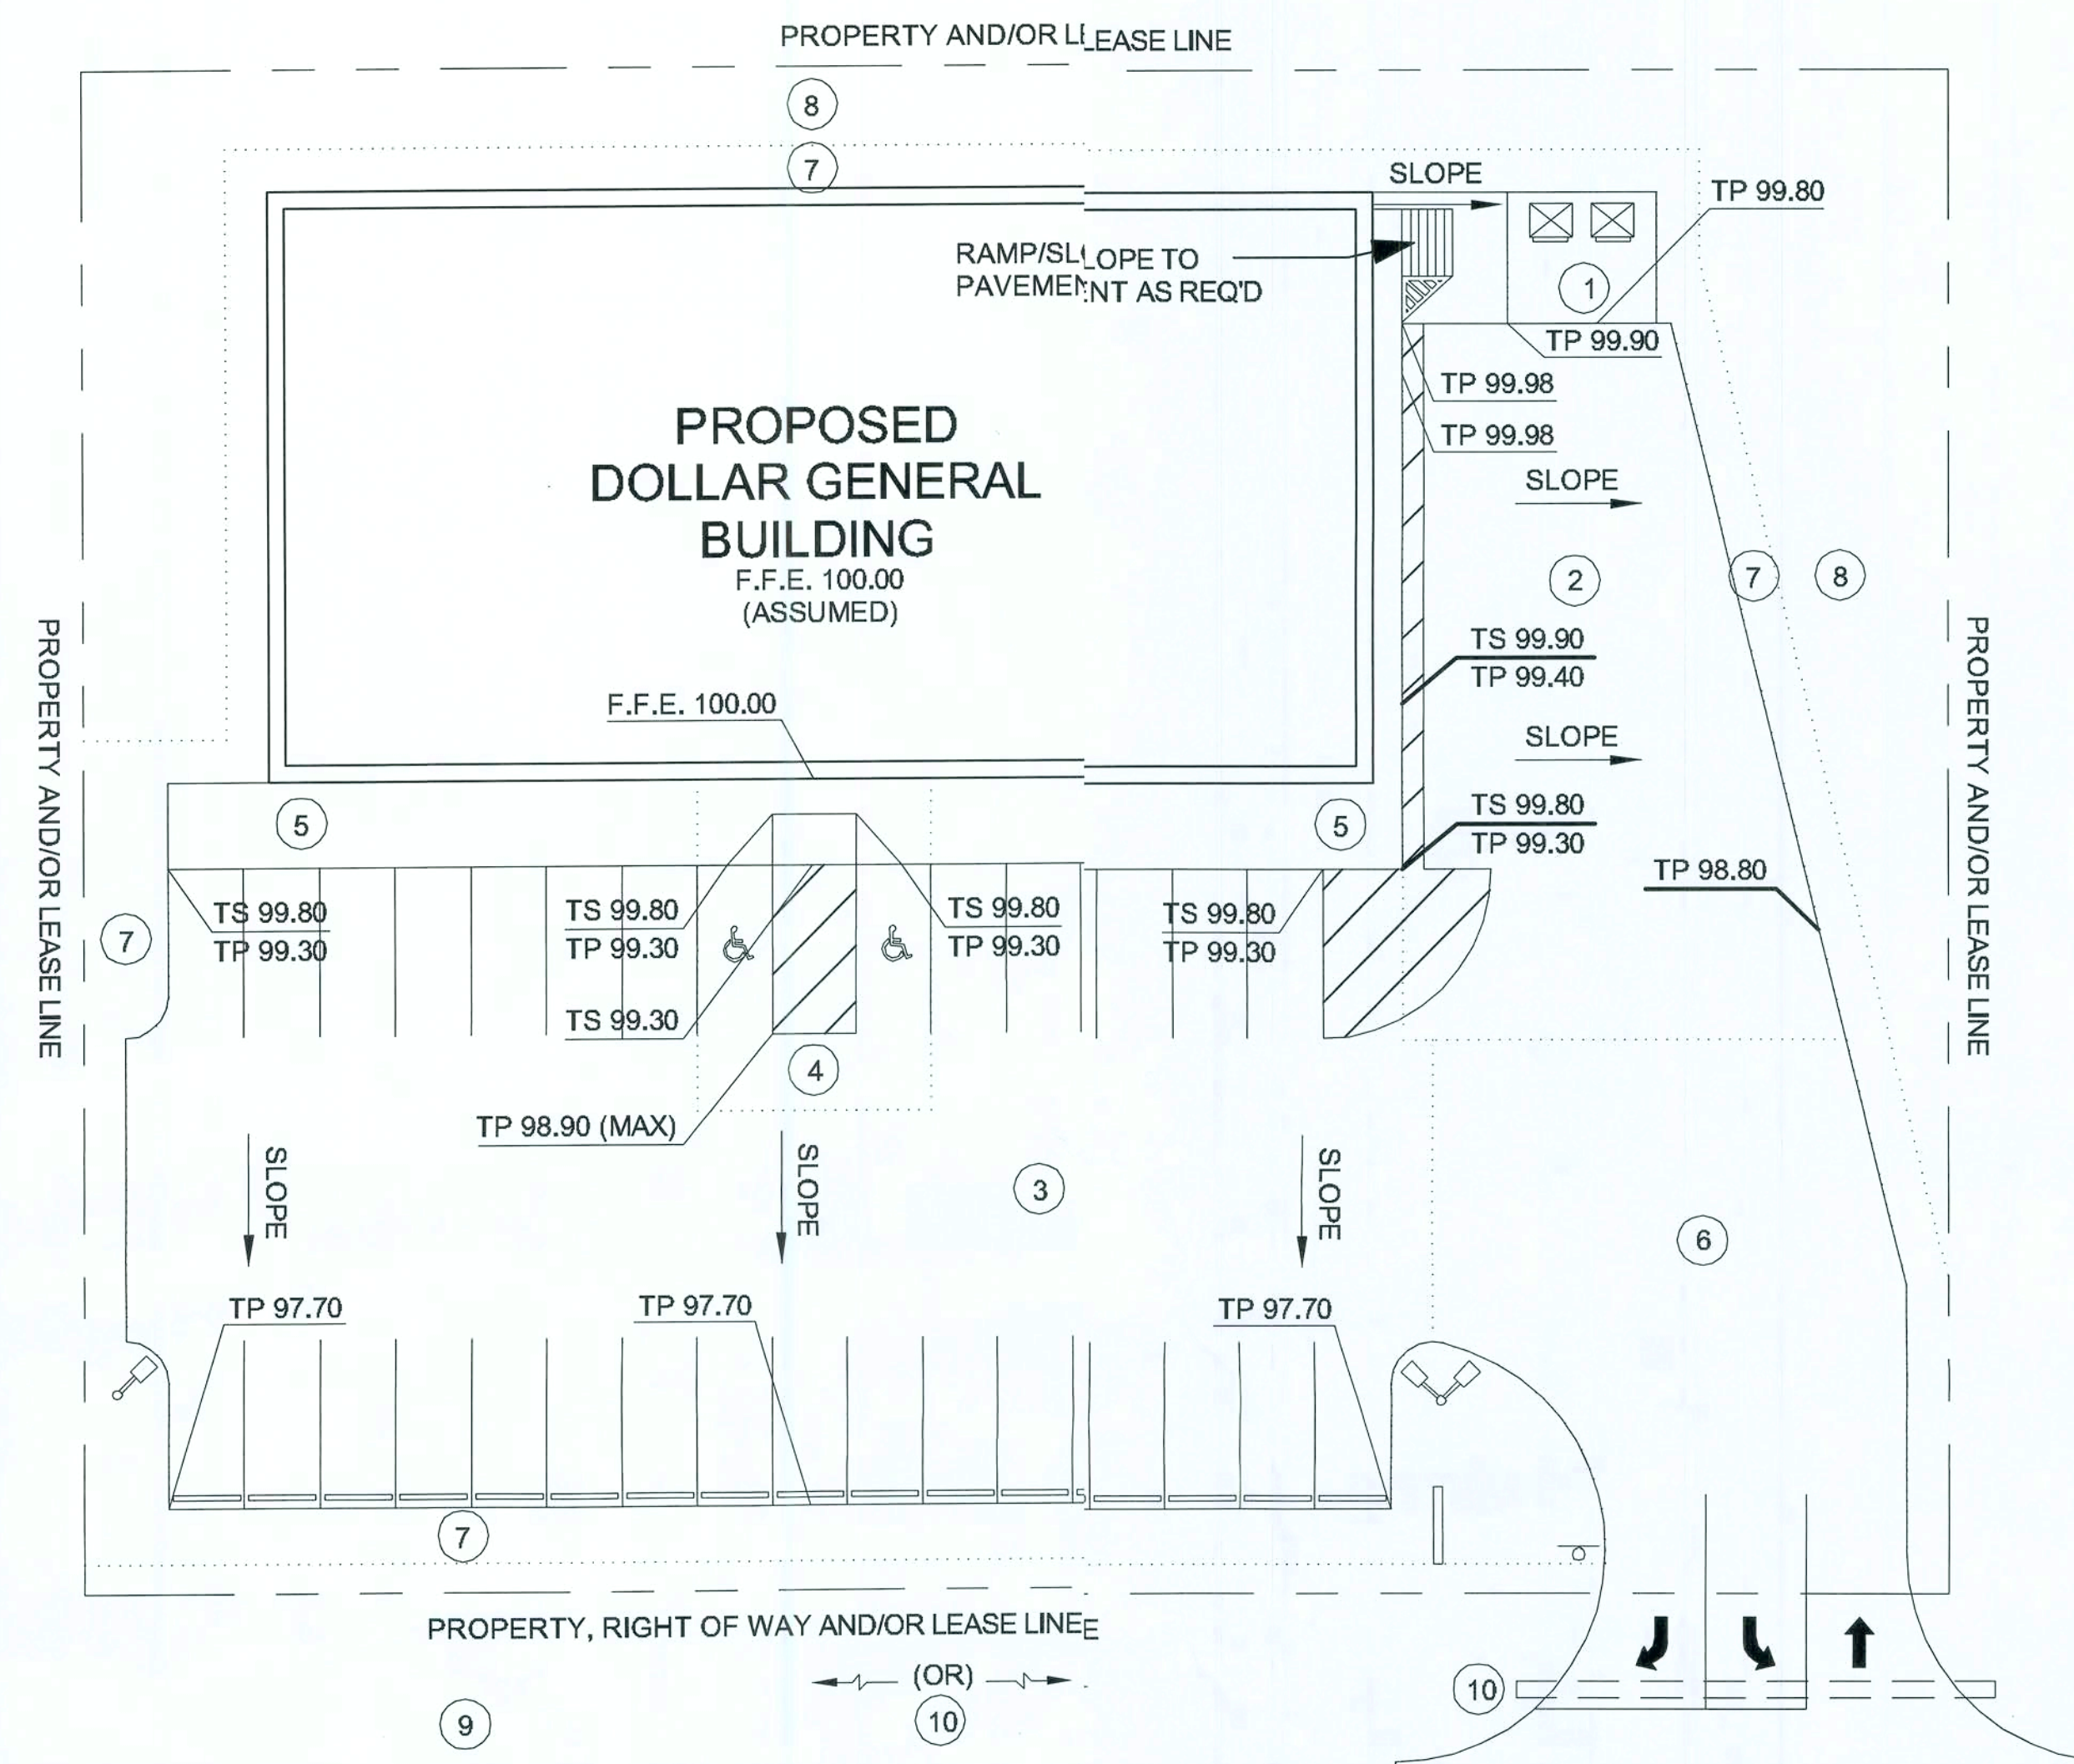 PROPERTY AND/OR LEASE LINE
8
7
SLOPE
TP 99.80
RAMP/SLOPE TO
PAVEMENT AS REQ'D
1
TP 99.90
TP 99.98
TP 99.98
PROPOSED
DOLLAR GENERAL
BUILDING
F.F.E. 100.00
(ASSUMED)
SLOPE
2
7
8
PROPERTY AND/OR LEASE LINE
PROPERTY AND/OR LEASE LINE
TS 99.90
TP 99.40
F.F.E. 100.00
SLOPE
5
5
TS 99.80
TP 99.30
TP 98.80
7
TS 99.80
TP 99.30
TS 99.80
TP 99.30
TS 99.80
TP 99.30
TS 99.80
TP 99.30
TS 99.30
4
TP 98.90 (MAX)
SLOPE
SLOPE
SLOPE
3
6
TP 97.70
TP 97.70
TP 97.70
7
PROPERTY, RIGHT OF WAY AND/OR LEASE LINE
(OR)
9
10
10